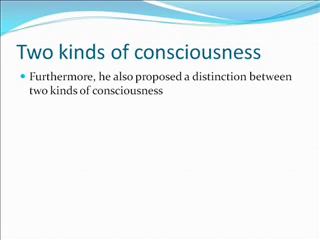 Two kinds of consciousness
Furthermore, he also proposed a distinction between
two kinds of consciousness